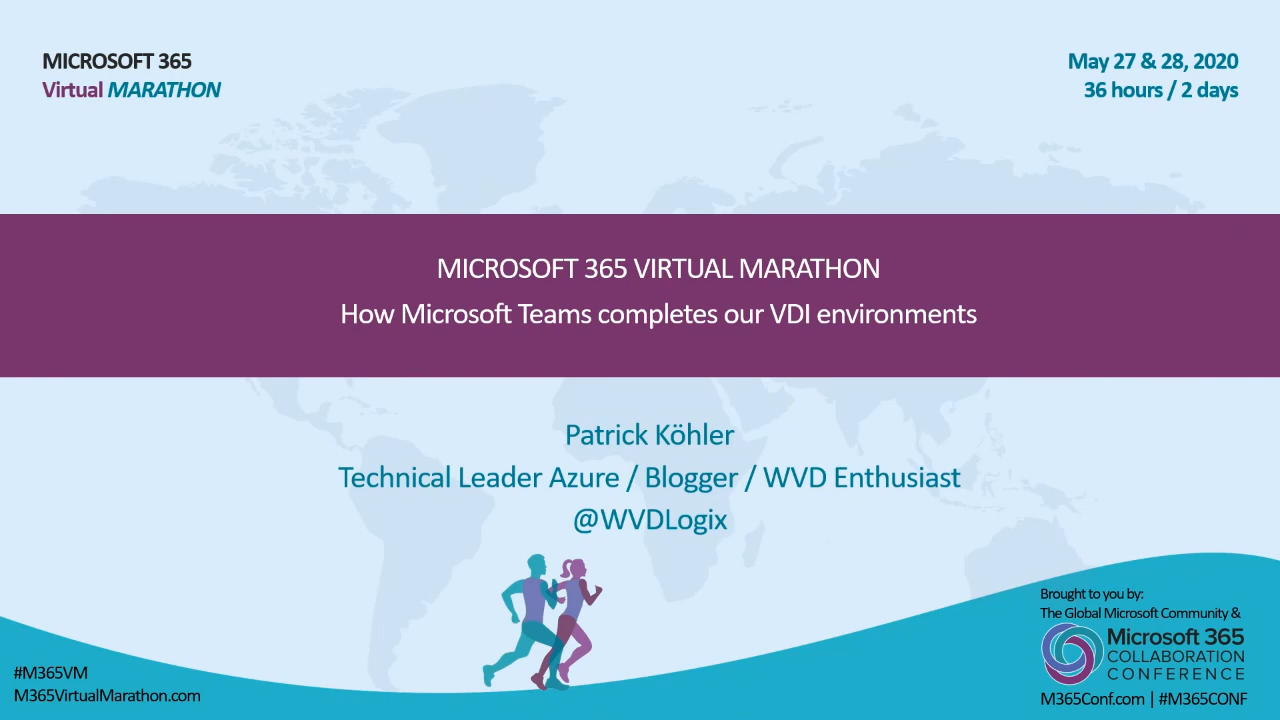 MICROSOFT 365
Virtual MARATHON
May 27 & 28, 2020
36 hours / 2 days
MICROSOFT 365 VIRTUAL MARATHON
How Microsoft Teams completes our VDI environments
Patrick Köhler
Technical Leader Azure / Blogger / WVD Enthusiast
@WVDLogix
#M365VM
M365VirtualMarathon.com
Brought to you by:
The Global Microsoft Community &
Microsoft 365
COLLABORATION
CONFERENCE
M365Conf.com | #M365CONF